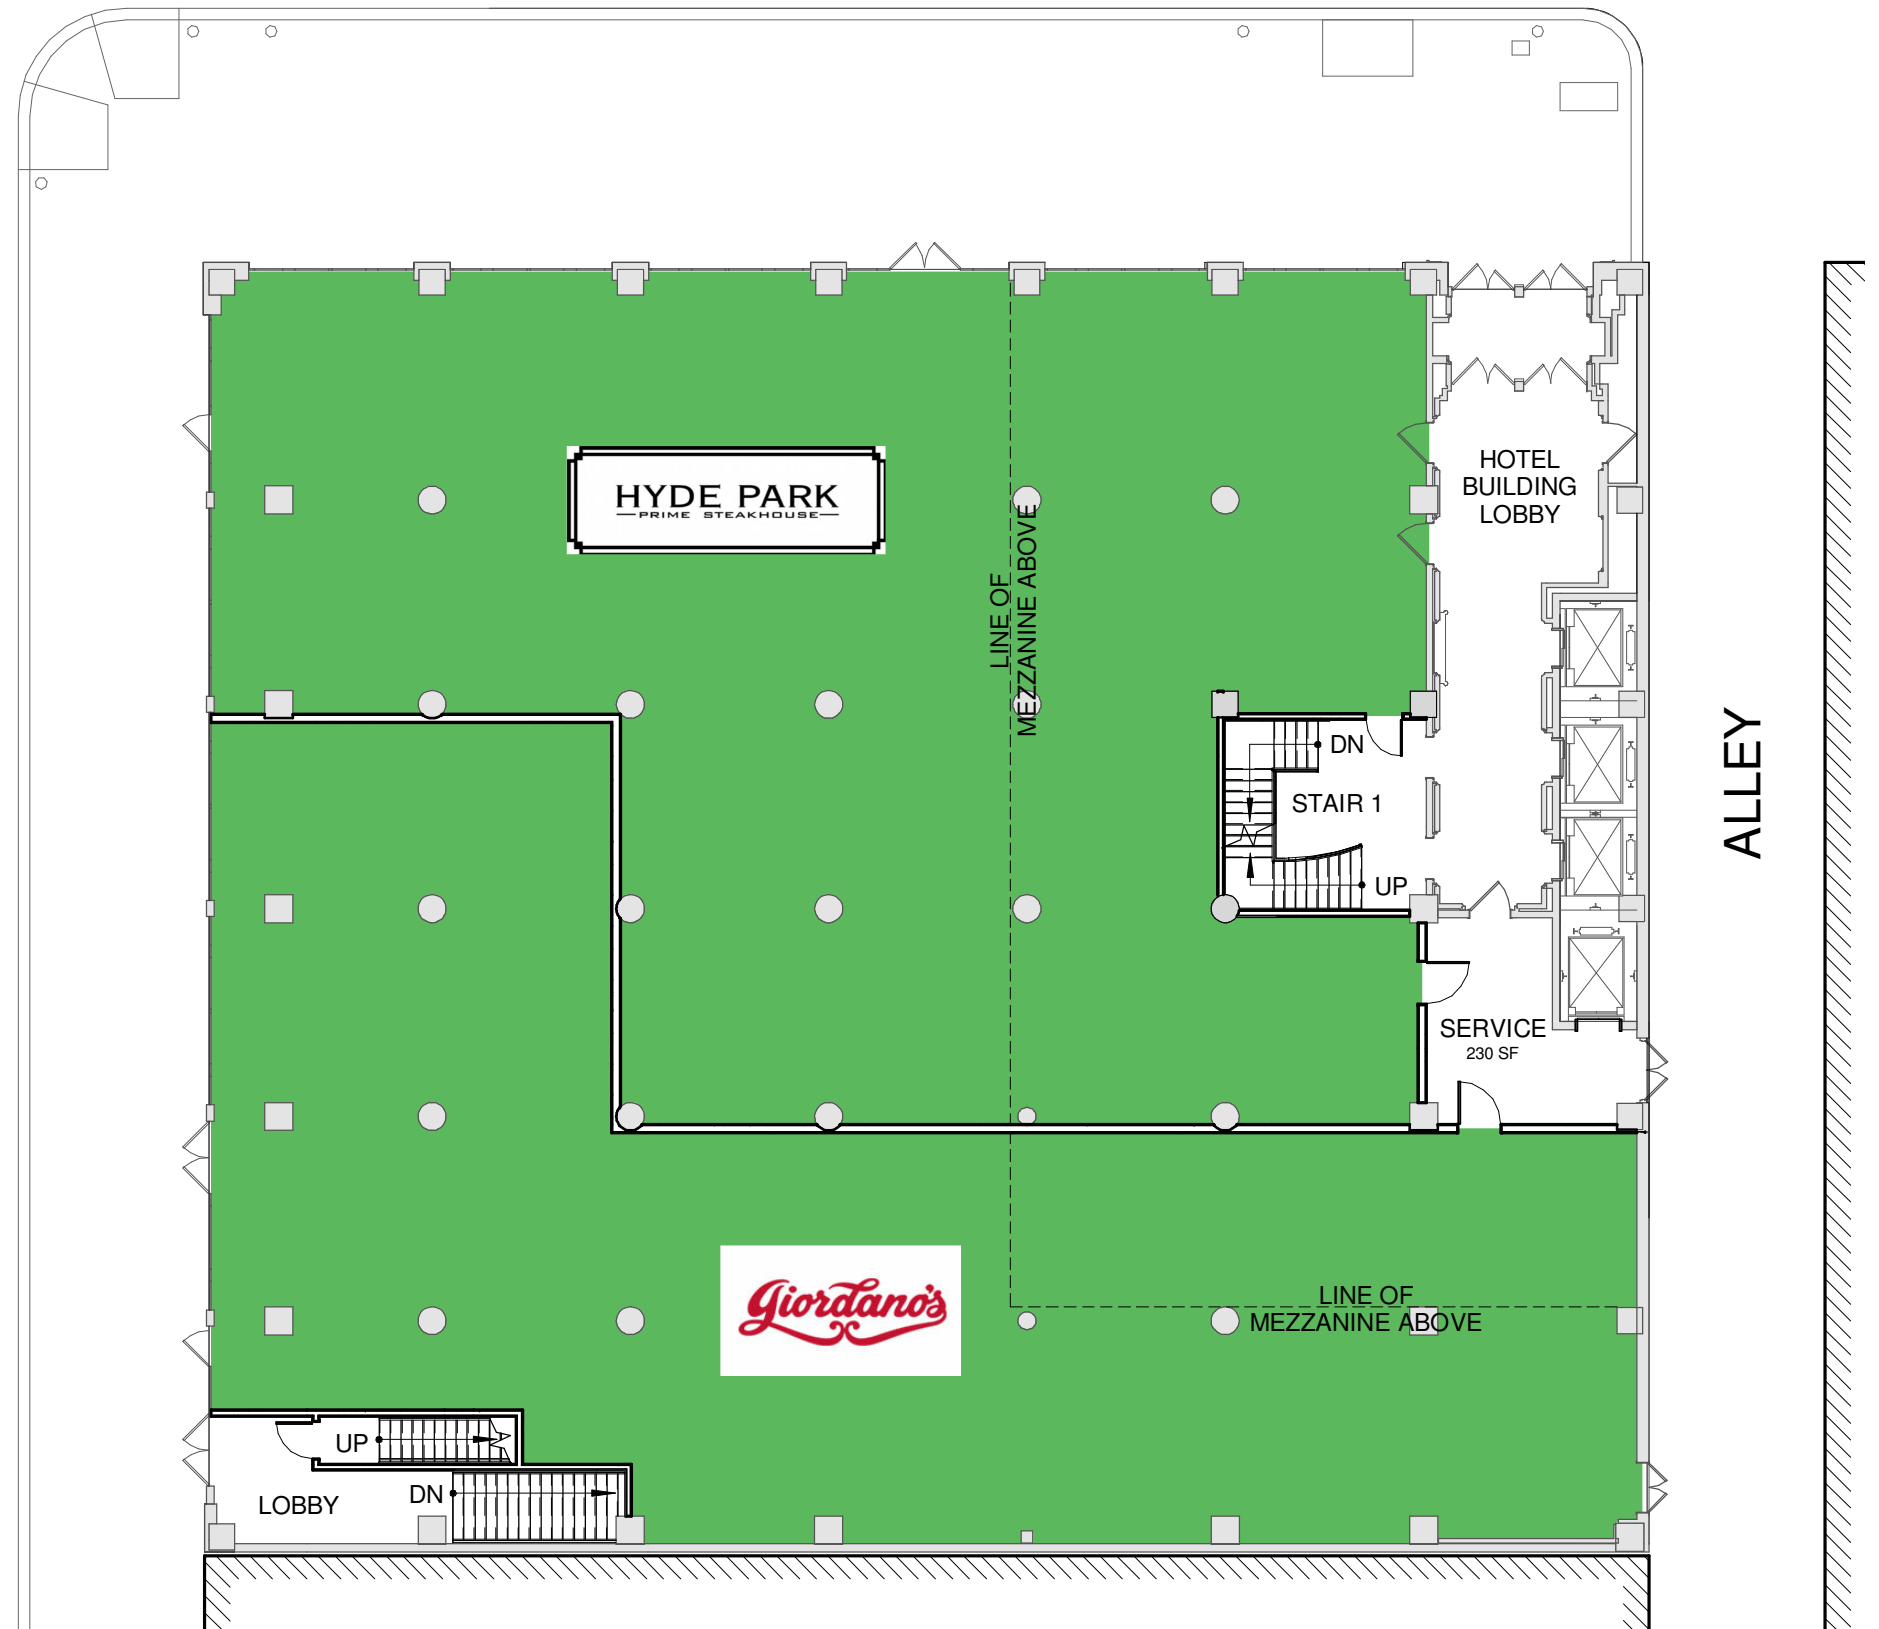 HOTEL
BUILDING
LOBBY
HYDE PARK
PRIME STEAKHOUSE
LINE OF
MEZZANINE ABOVE
DN
STAIR 1
UP
ALLEY
SERVICE
230 SF
Giordano's
LINE OF
MEZZANINE ABOVE
UP
DN
LOBBY